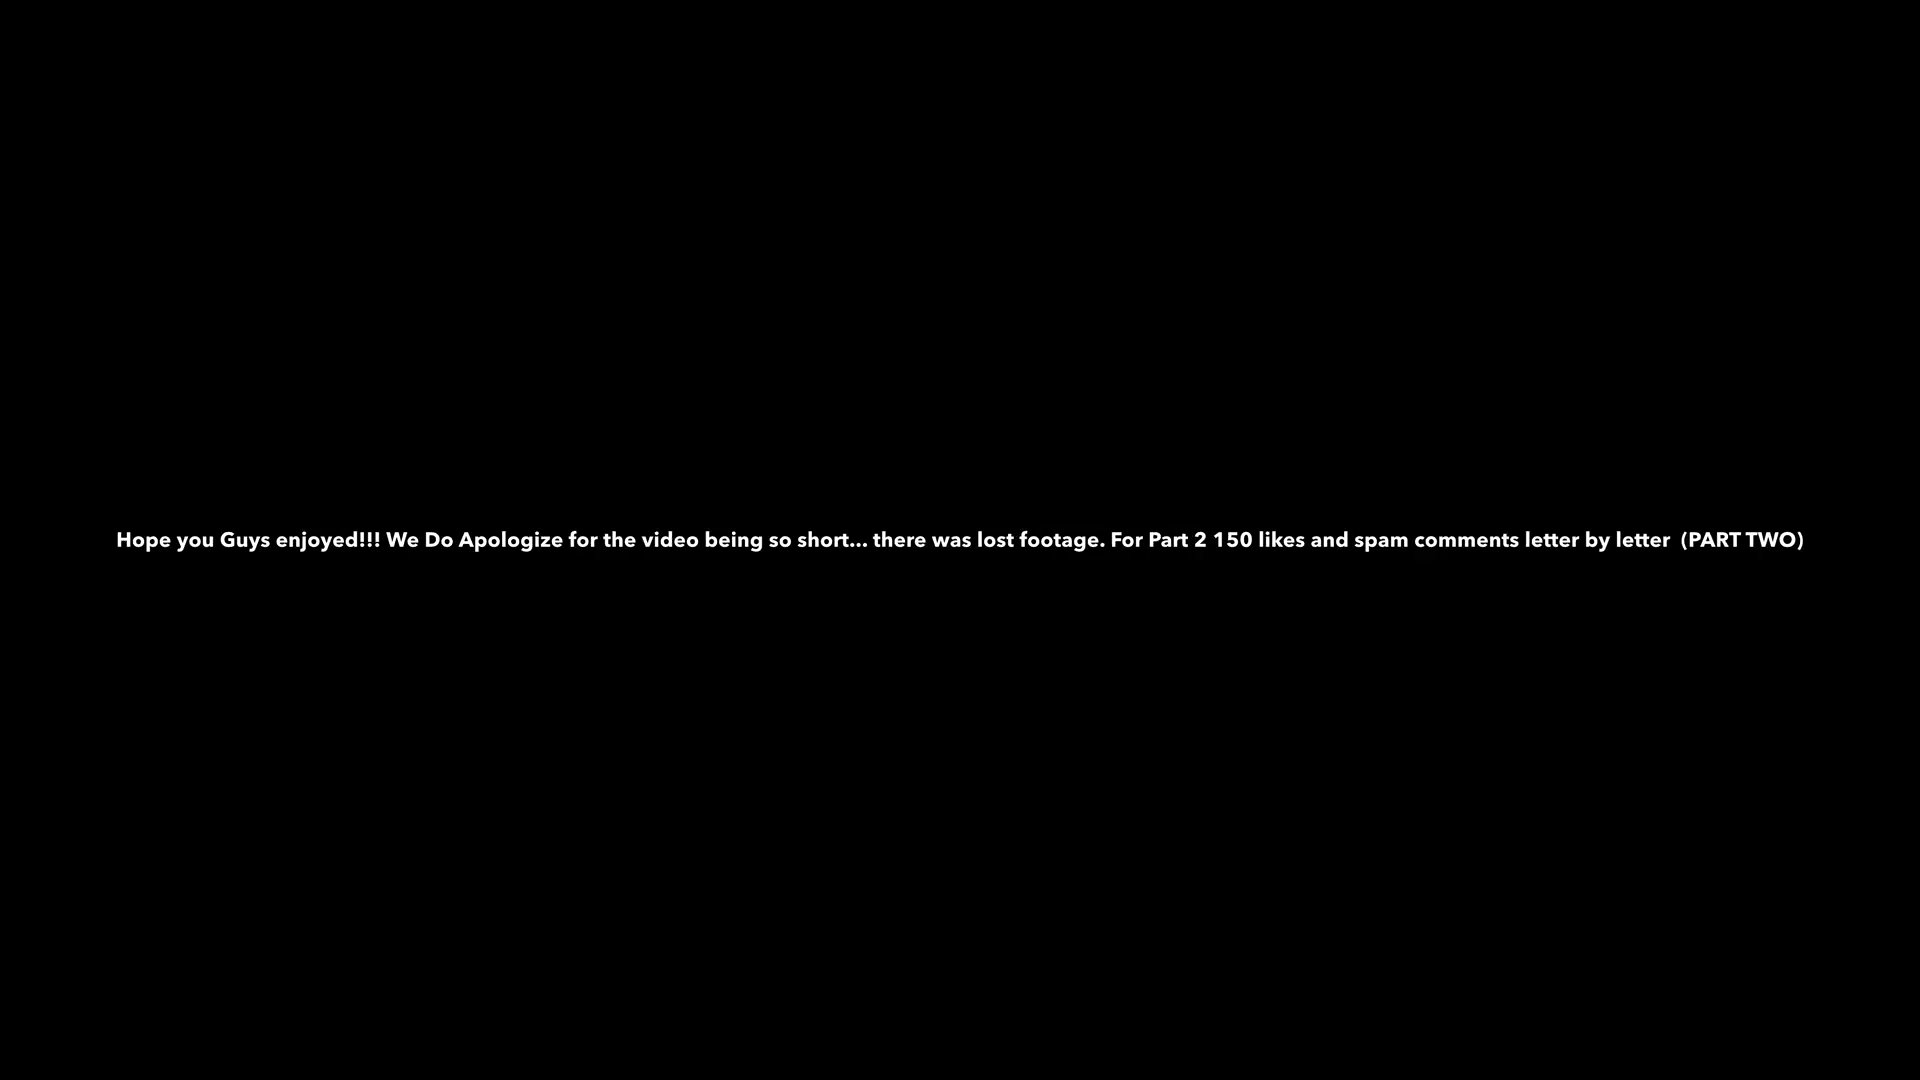 Hope you Guys enjoyed!!! We Do Apologize for the video being so short... there was lost footage. For Part 2 150 likes and spam comments letter by letter  (PART TWO)